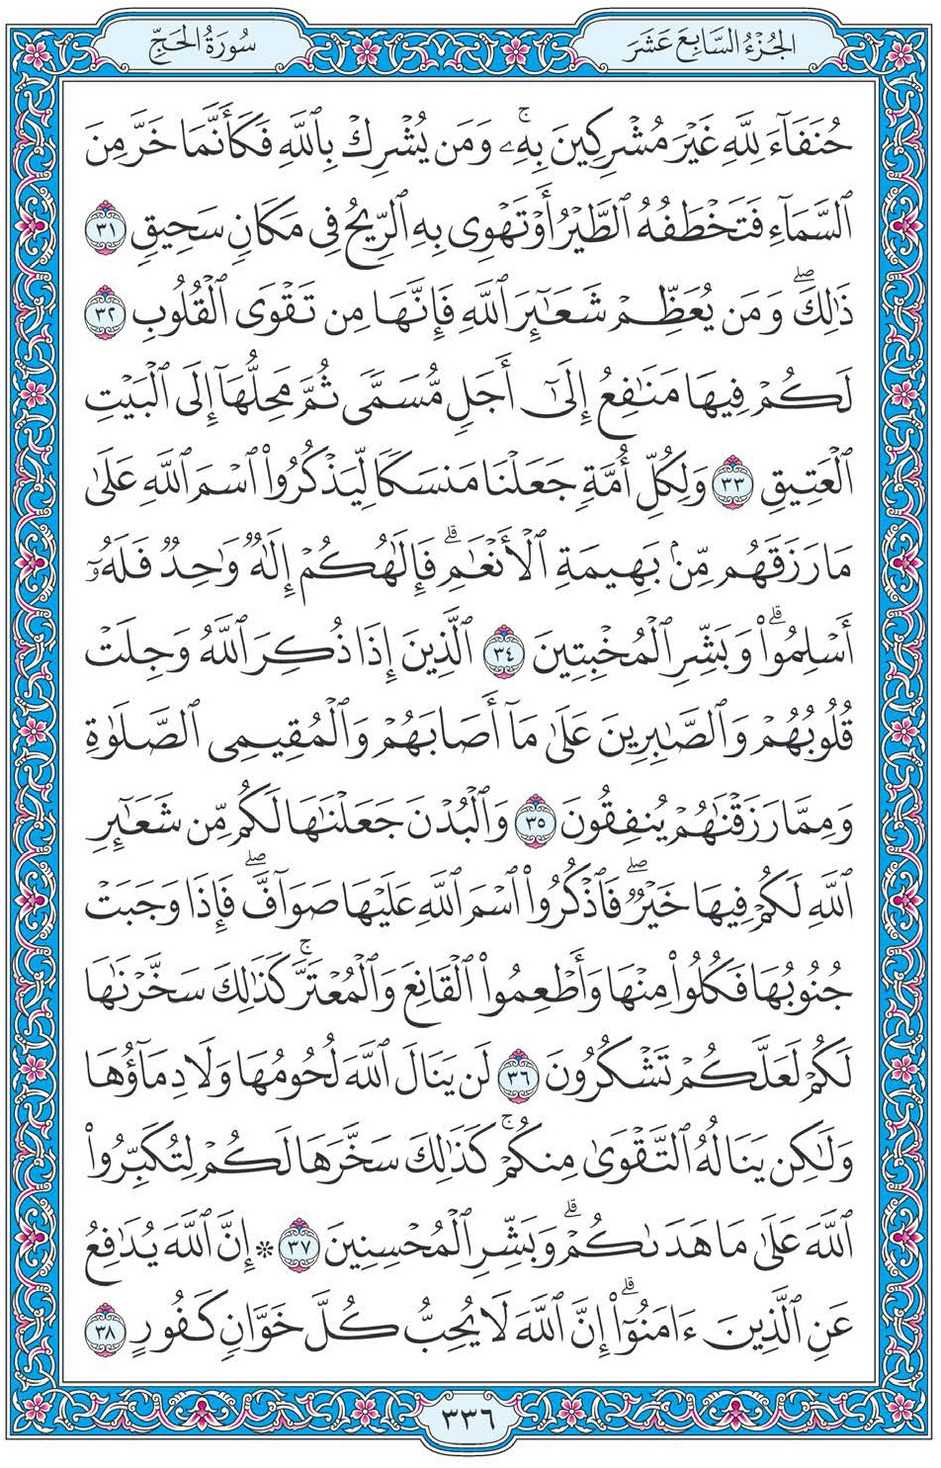 الجُزْءُ السَّابِعَ عَشَرَ
سُورَةُ الحَجِّ
حُنَفَآءَ لِلَّهِ غَيْرَ مُشْرِكِينَ بِهِۦۚ وَمَن يُشْرِكْ بِٱللَّهِ فَكَأَنَّمَا خَرَّ مِنَ
ٱلسَّمَآءِ فَتَخْطَفُهُ ٱلطَّيْرُ أَوْ تَهْوِى بِهِ ٱلرِّيحُ فِى مَكَانٍ سَحِيقٍ ٣١
ذَٰلِكَۖ وَمَن يُعَظِّمْ شَعَٰٓئِرَ ٱللَّهِ فَإِنَّهَا مِن تَقْوَى ٱلْقُلُوبِ ٣٢
لَكُمْ فِيهَا مَنَٰفِعُ إِلَىٰٓ أَجَلٍ مُّسَمًّى ثُمَّ مَحِلُّهَآ إِلَى ٱلْبَيْتِ
ٱلْعَتِيقِ ٣٣ وَلِكُلِّ أُمَّةٍ جَعَلْنَا مَنسَكًا لِّيَذْكُرُوا۟ ٱسْمَ ٱللَّهِ عَلَىٰ
مَا رَزَقَهُم مِّنۢ بَهِيمَةِ ٱلْأَنْعَٰمِۗ فَإِلَٰهُكُمْ إِلَٰهٌ وَٰحِدٌ فَلَهُۥٓ
أَسْلِمُوا۟ۗ وَبَشِّرِ ٱلْمُخْبِتِينَ ٣٤ ٱلَّذِينَ إِذَا ذُكِرَ ٱللَّهُ وَجِلَتْ
قُلُوبُهُمْ وَٱلصَّٰبِرِينَ عَلَىٰ مَآ أَصَابَهُمْ وَٱلْمُقِيمِى ٱلصَّلَوٰةِ
وَمِمَّا رَزَقْنَٰهُمْ يُنفِقُونَ ٣٥ وَٱلْبُدْنَ جَعَلْنَٰهَا لَكُم مِّن شَعَٰٓئِرِ
ٱللَّهِ لَكُمْ فِيهَا خَيْرٌۖ فَٱذْكُرُوا۟ ٱسْمَ ٱللَّهِ عَلَيْهَا صَوَآفَّۖ فَإِذَا وَجَبَتْ
جُنُوبُهَا فَكُلُوا۟ مِنْهَا وَأَطْعِمُوا۟ ٱلْقَانِعَ وَٱلْمُعْتَرَّۚ كَذَٰلِكَ سَخَّرْنَٰهَا
لَكُمْ لَعَلَّكُمْ تَشْكُرُونَ ٣٦ لَن يَنَالَ ٱللَّهَ لُحُومُهَا وَلَا دِمَآؤُهَا
وَلَٰكِن يَنَالُهُ ٱلتَّقْوَىٰ مِنكُمْۚ كَذَٰلِكَ سَخَّرَهَا لَكُمْ لِتُكَبِّرُوا۟
ٱللَّهَ عَلَىٰ مَا هَدَىٰكُمْۗ وَبَشِّرِ ٱلْمُحْسِنِينَ ٣٧ ۞ إِنَّ ٱللَّهَ يُدَٰفِعُ
عَنِ ٱلَّذِينَ ءَامَنُوٓا۟ۗ إِنَّ ٱللَّهَ لَا يُحِبُّ كُلَّ خَوَّانٍ كَفُورٍ ٣٨
٣٣٦